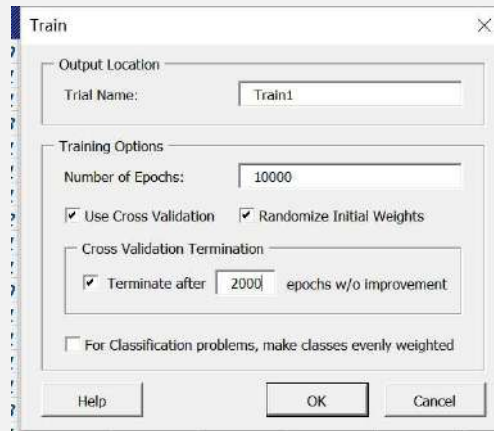 Train
Output Location
Trial Name: Train1
Training Options
Number of Epochs: 10000
Use Cross Validation Randomize Initial Weights
Cross Validation Termination
Terminate after 2000 epochs w/o improvement
For Classification problems, make classes evenly weighted
Help OK Cancel